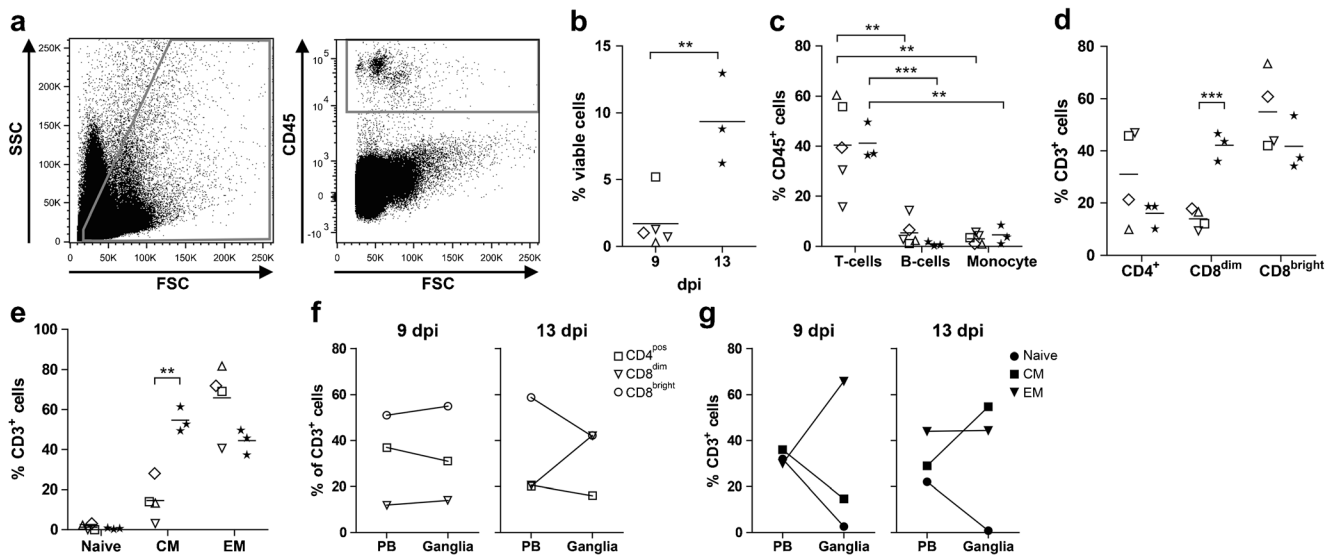 a
SSC
250K
200K
150K
100K
50K
0
0 50K 100K 150K 200K 250K
FSC
CD45
10^5
10^4
10^3
0
-10^3
0 50K 100K 150K 200K 250K
FSC
b
% viable cells
15
10
5
0
**
9 13
dpi
c
% CD45+ cells
80
60
40
20
0
**
**
***
**
T-cells B-cells Monocyte
d
% CD3+ cells
80
60
40
20
0
***
CD4+ CD8dim CD8bright
e
% CD3+ cells
100
80
60
40
20
0
**
Naive CM EM
f
9 dpi 13 dpi
% of CD3+ cells
80
60
40
20
0
CD4pos
CD8dim
CD8bright
PB Ganglia PB Ganglia
g
9 dpi 13 dpi
% CD3+ cells
80
60
40
20
0
Naive
CM
EM
PB Ganglia PB Ganglia